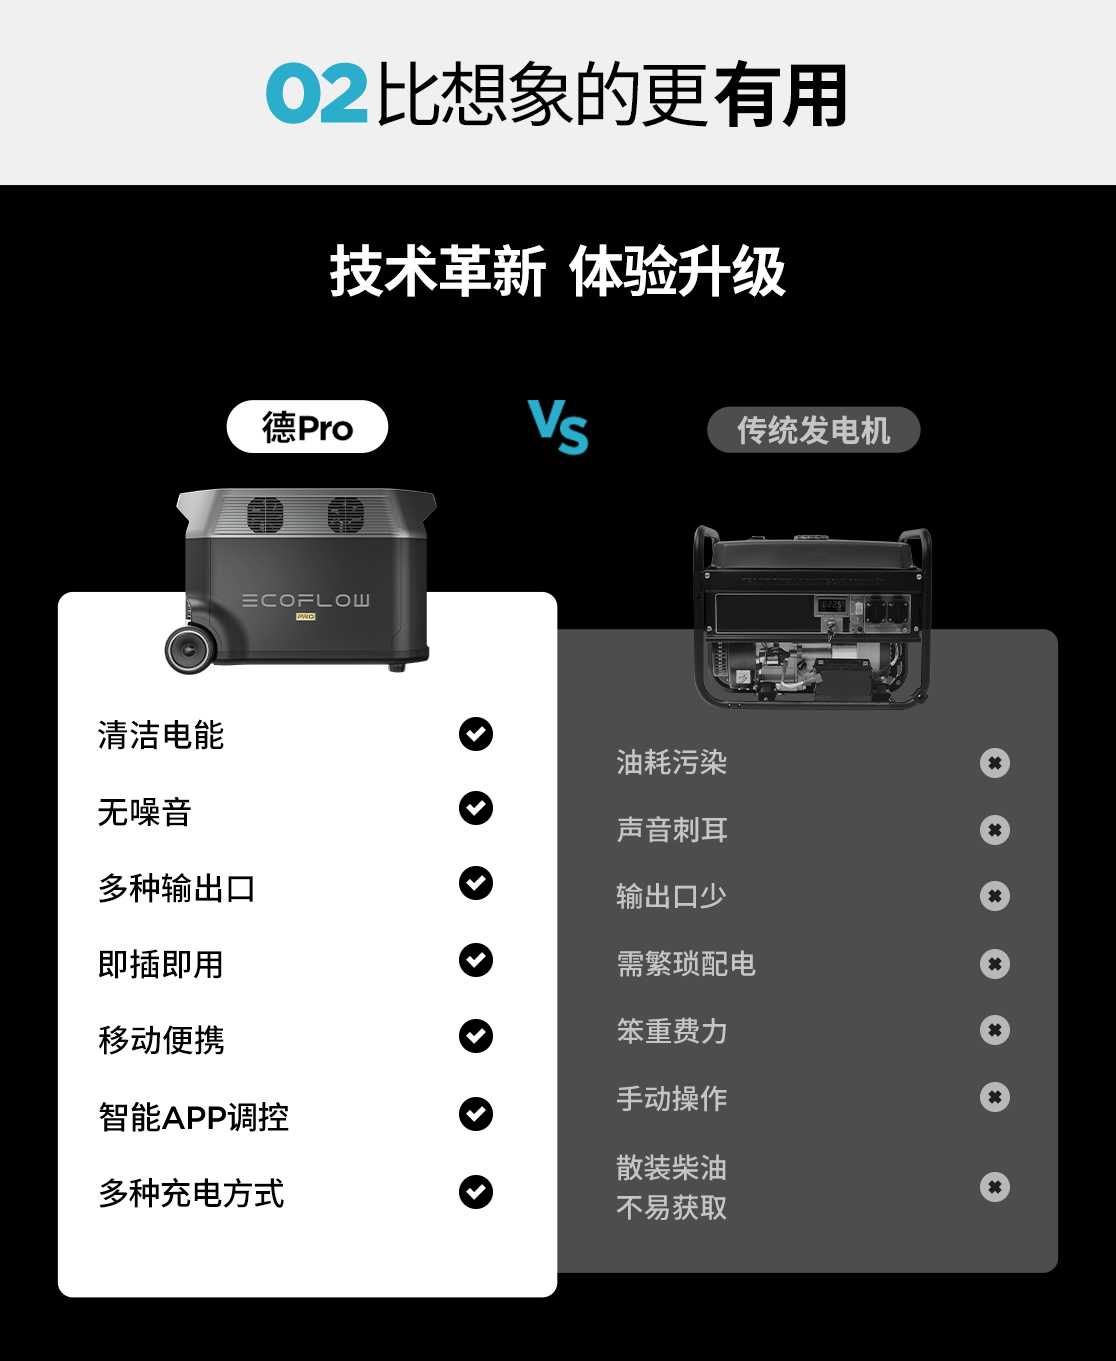 02比想象的更有用
技术革新 体验升级
德Pro
VS
传统发电机
ECOFLOW
PRO
清洁电能
无噪音
多种输出口
即插即用
移动便携
智能APP调控
多种充电方式
油耗污染
声音刺耳
输出口少
需繁琐配电
笨重费力
手动操作
散装柴油
不易获取